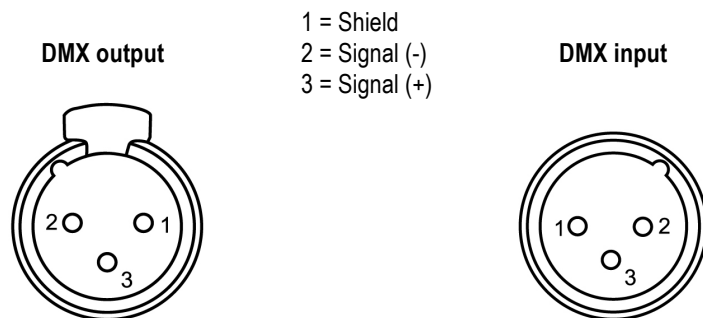 1 = Shield
DMX output
2 = Signal (-)
DMX input
3 = Signal (+)
2
1
3
1
2
3